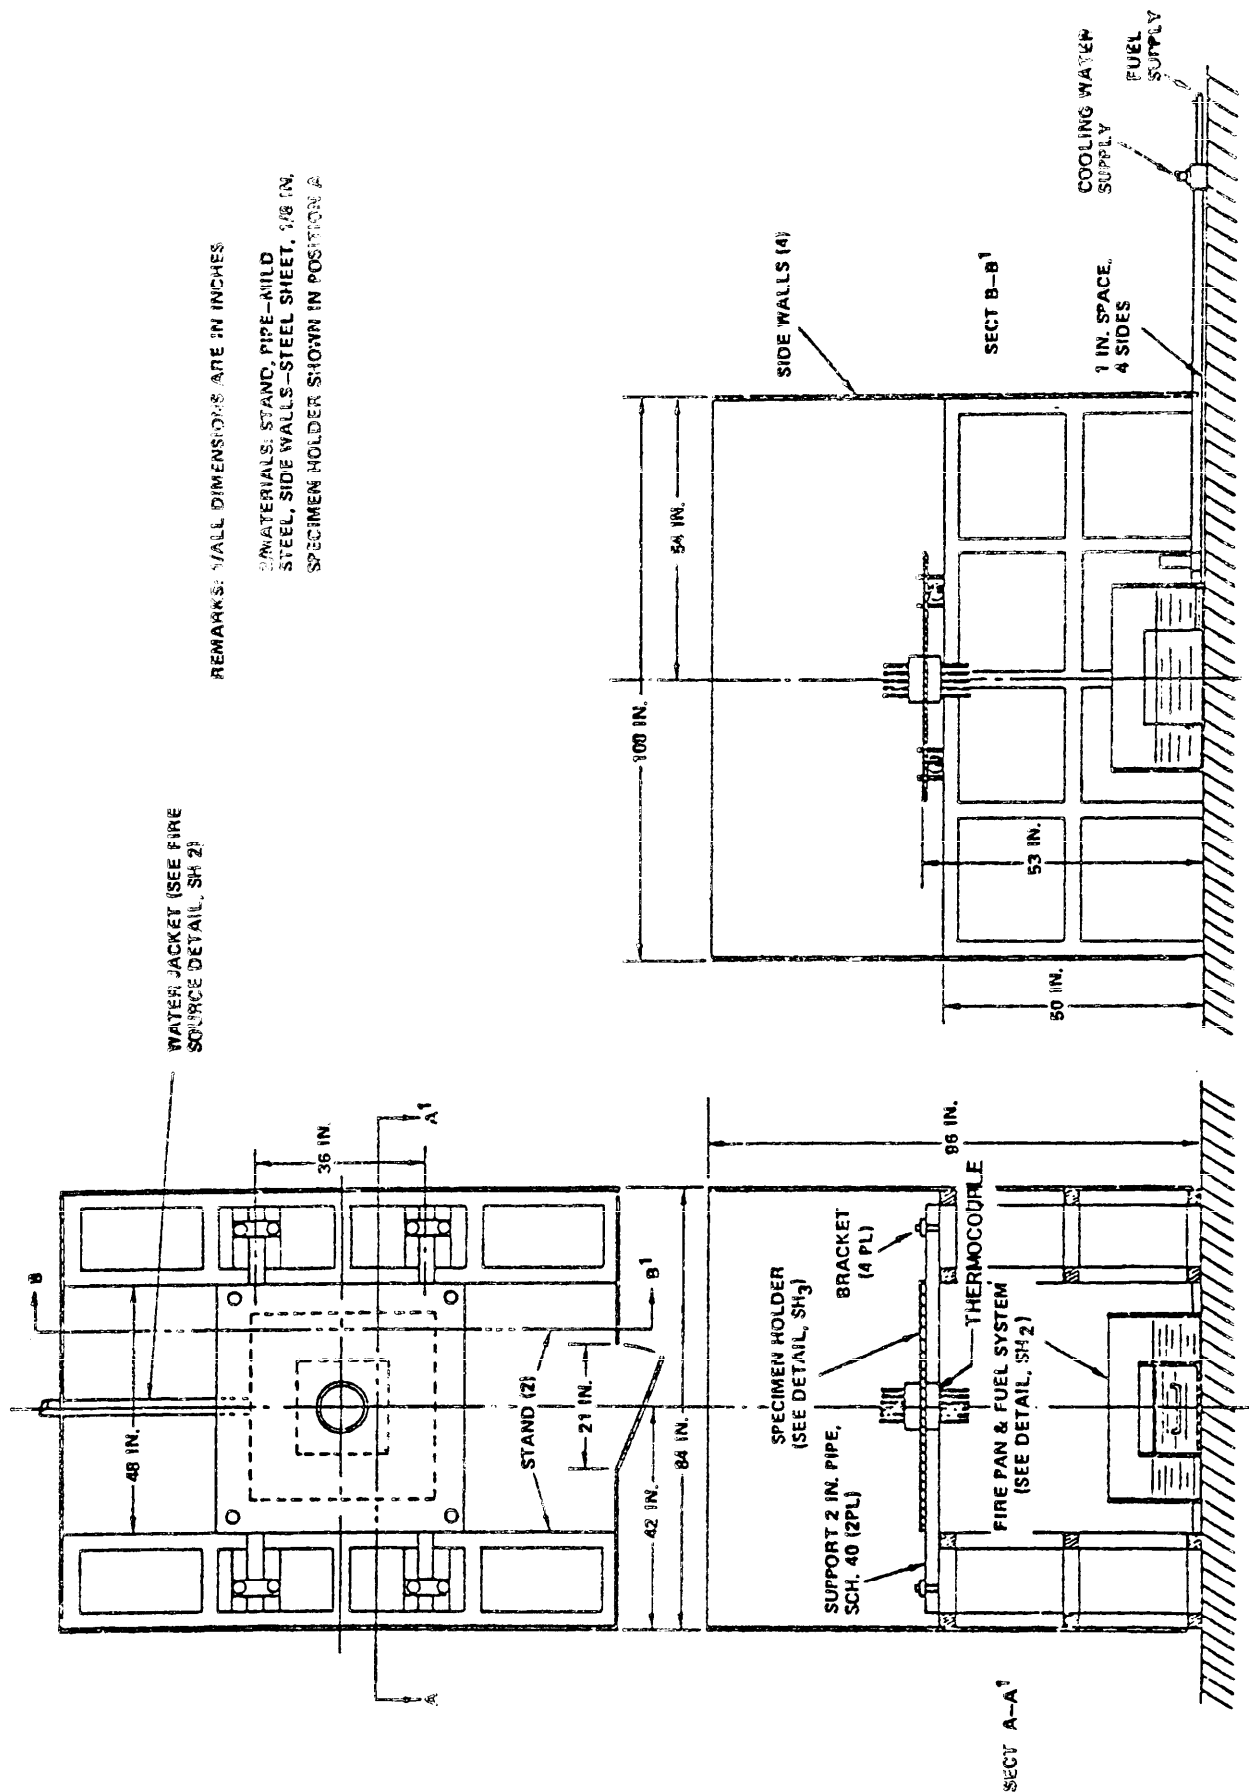 REMARKS: 1/ALL DIMENSIONS ARE IN INCHES
2/MATERIALS: STAND, PIPE-MILD
STEEL, SIDE WALLS-STEEL SHEET, 1/8 IN.
SPECIMEN HOLDER SHOWN IN POSITION A
WATER JACKET (SEE FIRE
SOURCE DETAIL, SH 2)
B
B1
A
A1
36 IN.
48 IN.
STAND (2)
21 IN.
42 IN.
84 IN.
96 IN.
SPECIMEN HOLDER
(SEE DETAIL, SH3)
BRACKET
(4 PL)
THERMOCOUPLE
SUPPORT 2 IN. PIPE,
SCH. 40 (2PL)
FIRE PAN & FUEL SYSTEM
(SEE DETAIL, SH2)
SECT A-A1
108 IN.
54 IN.
53 IN.
50 IN.
SIDE WALLS (4)
SECT B-B1
1 IN. SPACE,
4 SIDES
COOLING WATER
SUPPLY
FUEL
SUPPLY